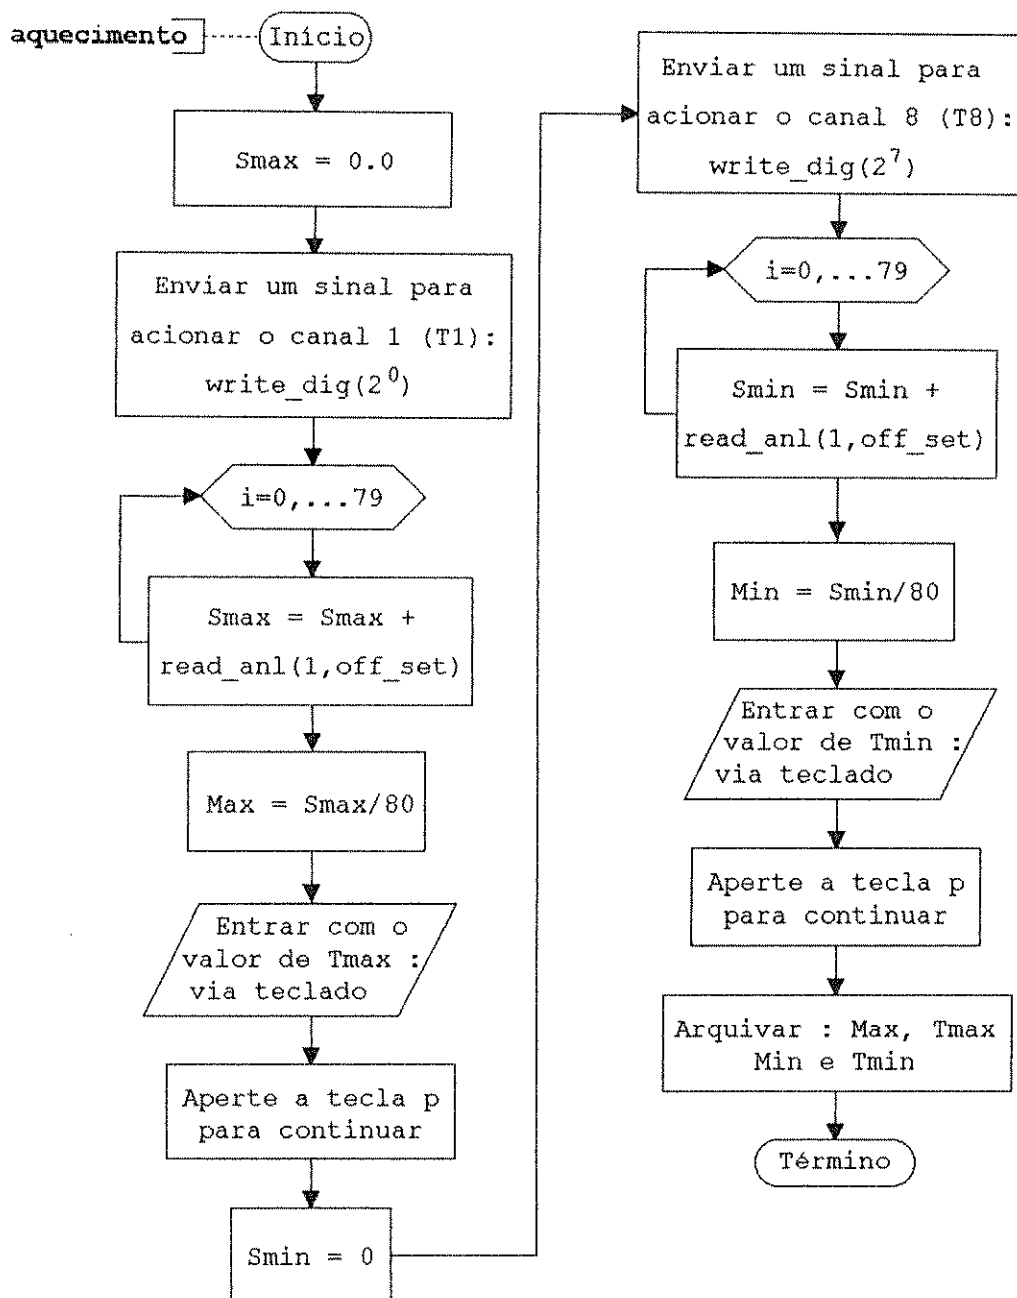 aquecimento
Início
Smax = 0.0
Enviar um sinal para
acionar o canal 1 (T1):
write_dig(2⁰)
i=0,...79
Smax = Smax +
read_anl(1,off_set)
Max = Smax/80
Entrar com o
valor de Tmax :
via teclado
Aperte a tecla p
para continuar
Smin = 0
Enviar um sinal para
acionar o canal 8 (T8):
write_dig(2⁷)
i=0,...79
Smin = Smin +
read_anl(1,off_set)
Min = Smin/80
Entrar com o
valor de Tmin :
via teclado
Aperte a tecla p
para continuar
Arquivar : Max, Tmax
Min e Tmin
Término